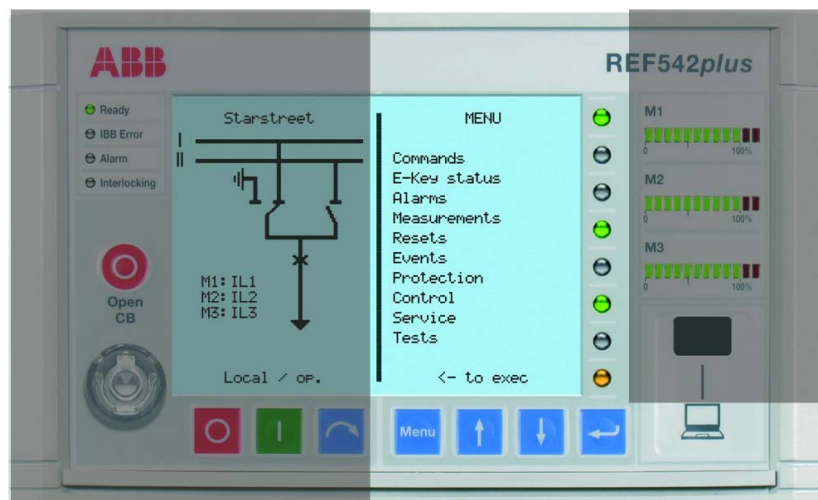 ABB
REF542plus
Ready
IBB Error
Alarm
Interlocking
Open
CB
Starstreet
I
II
M1: IL1
M2: IL2
M3: IL3
Local / op.
MENU
Commands
E-Key status
Alarms
Measurements
Resets
Events
Protection
Control
Service
Tests
<- to exec
M1
0 100%
M2
0 100%
M3
0 100%
Menu